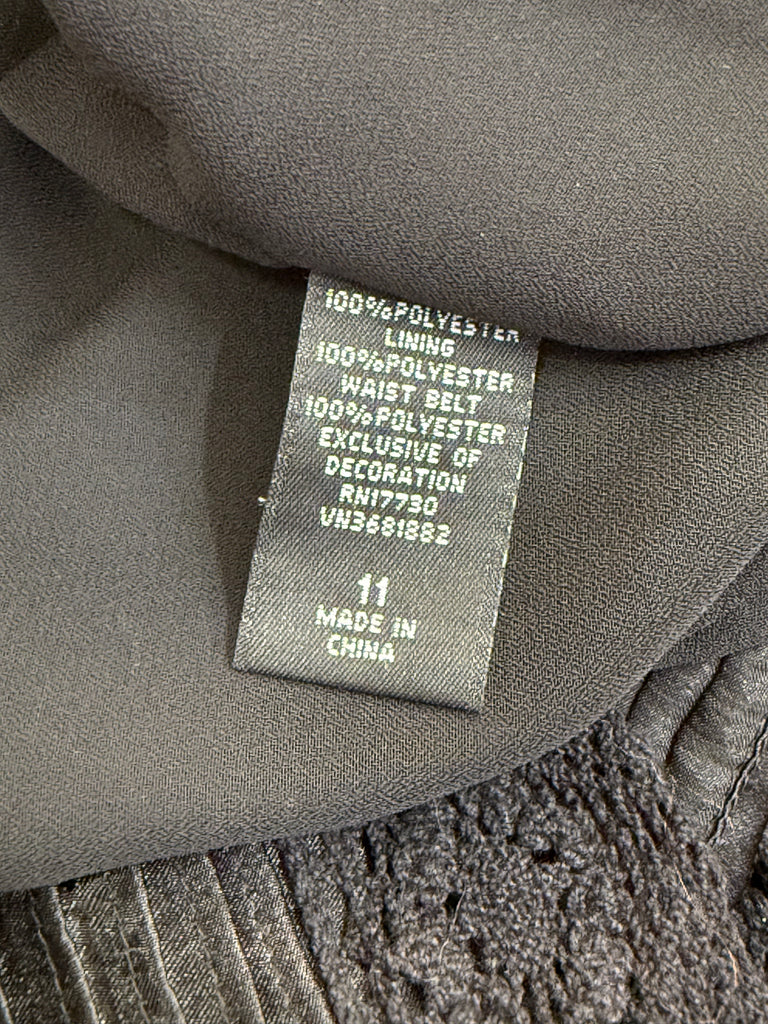 100%POLYESTER
LINING
100%POLYESTER
WAIST BELT
100%POLYESTER
EXCLUSIVE OF
DECORATION
RN17730
VN3681882
11
MADE IN
CHINA